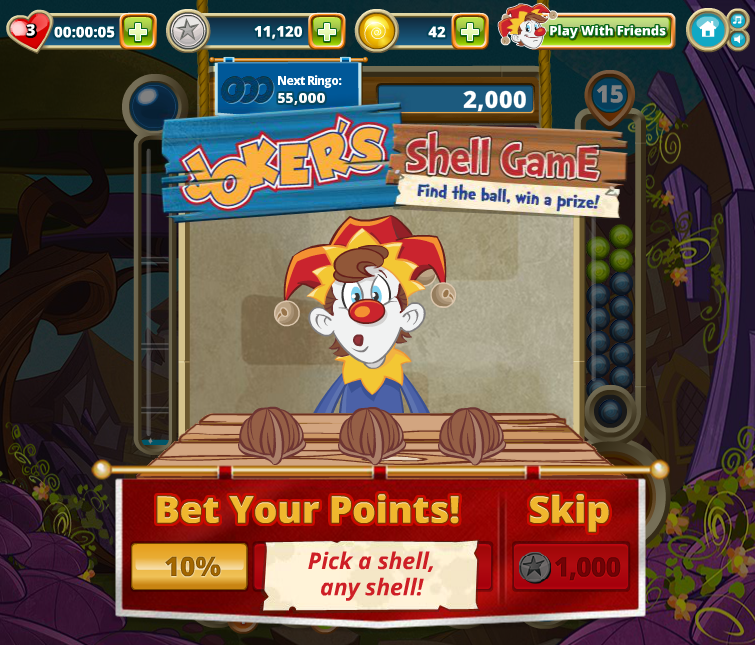 3 00:00:05 11,120 42 Play With Friends
Next Ringo:
55,000
2,000
15
JOKER'S
Shell Game
Find the ball, win a prize!
Bet Your Points! Skip
10%
Pick a shell,
any shell!
1,000